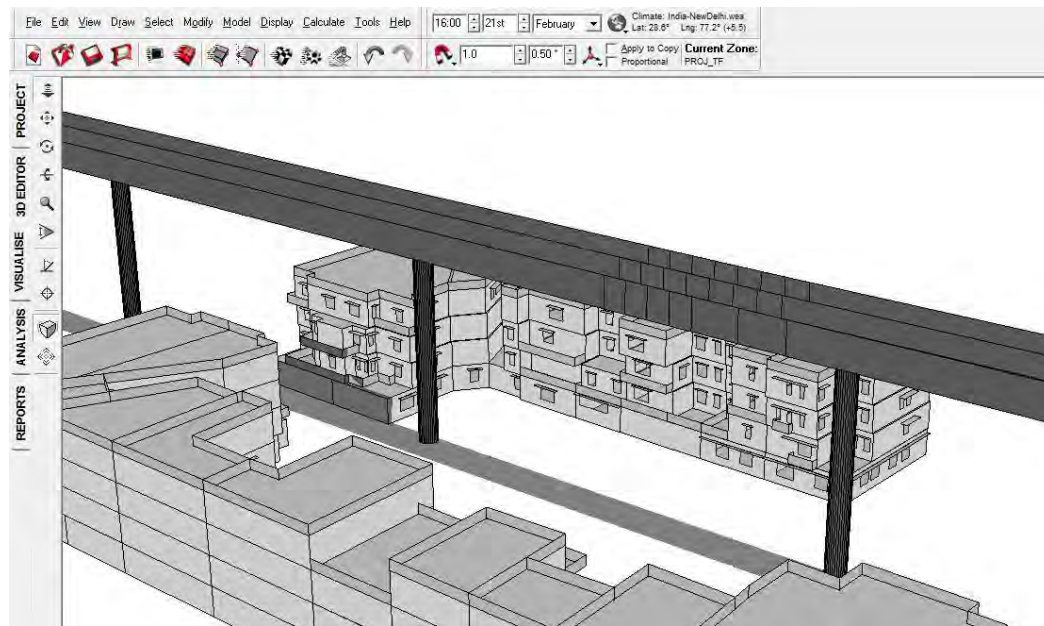 File Edit View Draw Select Modify Model Display Calculate Tools Help
16:00 21st February
Climate: India-NewDelhi.wea
Lat: 28.6° Lng: 77.2° (+5.5)
1.0 0.50° Apply to Copy Current Zone:
Proportional PROJ_TF
PROJECT
3D EDITOR
VISUALISE
ANALYSIS
REPORTS